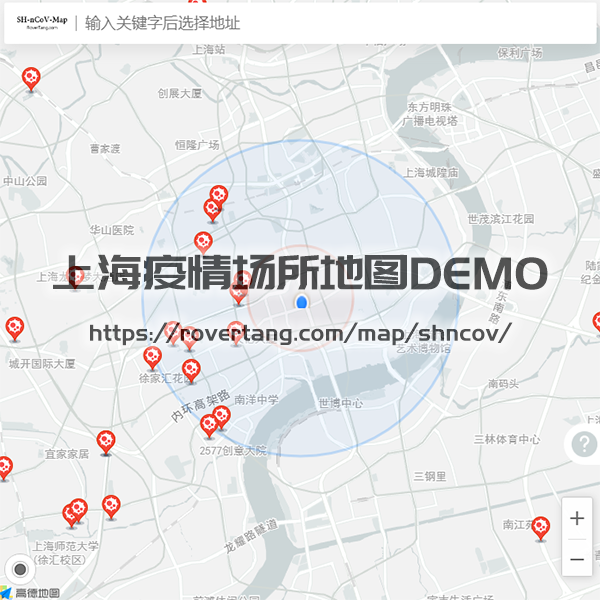 SH-nCoV-Map
RoverTang.com
输入关键字后选择地址
上海站
保利广场
创展大厦
东方明珠
广播电视塔
恒隆广场
曹家渡
上海城隍庙
中山公园
世茂滨江花园
华山医院
上海疫情场所地图DEMO
东南路
https://rovertang.com/map/shncov/
艺术博物馆
城开国际大厦
徐家汇花园
南码头
内环高架路
南洋中学
世博中心
2577创意大院
三林体育中心
宜家家居
三钢里
南江苑
龙耀路隧道
上海师范大学
(徐汇校区)
高德地图